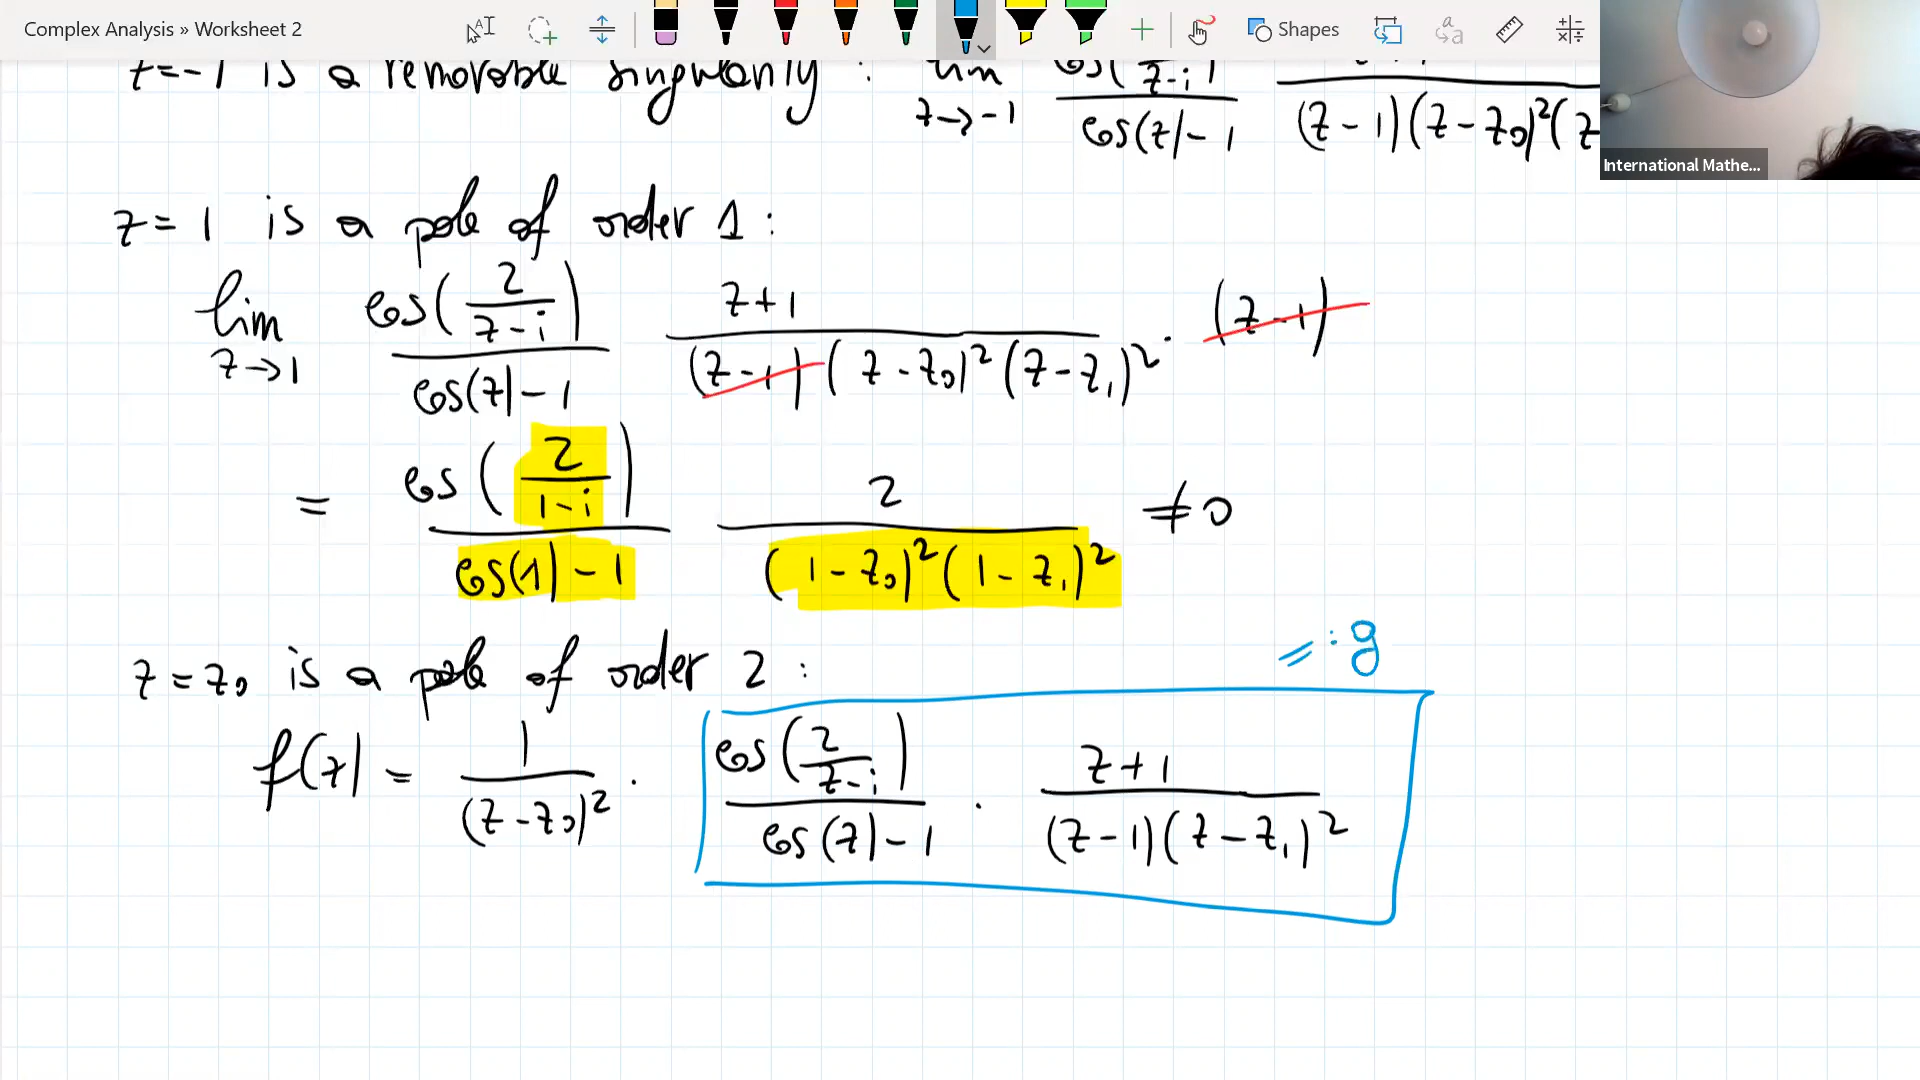 Complex Analysis » Worksheet 2
Shapes
International Mathe...
z=-1 is a removable singularity : lim z→-1 cos(2/(z-i))/(cos(z)-1) /((z-1)(z-z₀)²(z
z=1 is a pole of order 1:
lim z→1 cos(2/(z-i))/(cos(z)-1) (z+1)/((z-1)(z-z₀)²(z-z₁)²) · (z-1)
= cos(2/(1-i))/(cos(1)-1) 2/((1-z₀)²(1-z₁)²) ≠0
z=z₀ is a pole of order 2 :
=:g
f(z) = 1/(z-z₀)² · cos(2/(z-i))/(cos(z)-1) · (z+1)/((z-1)(z-z₁)²)